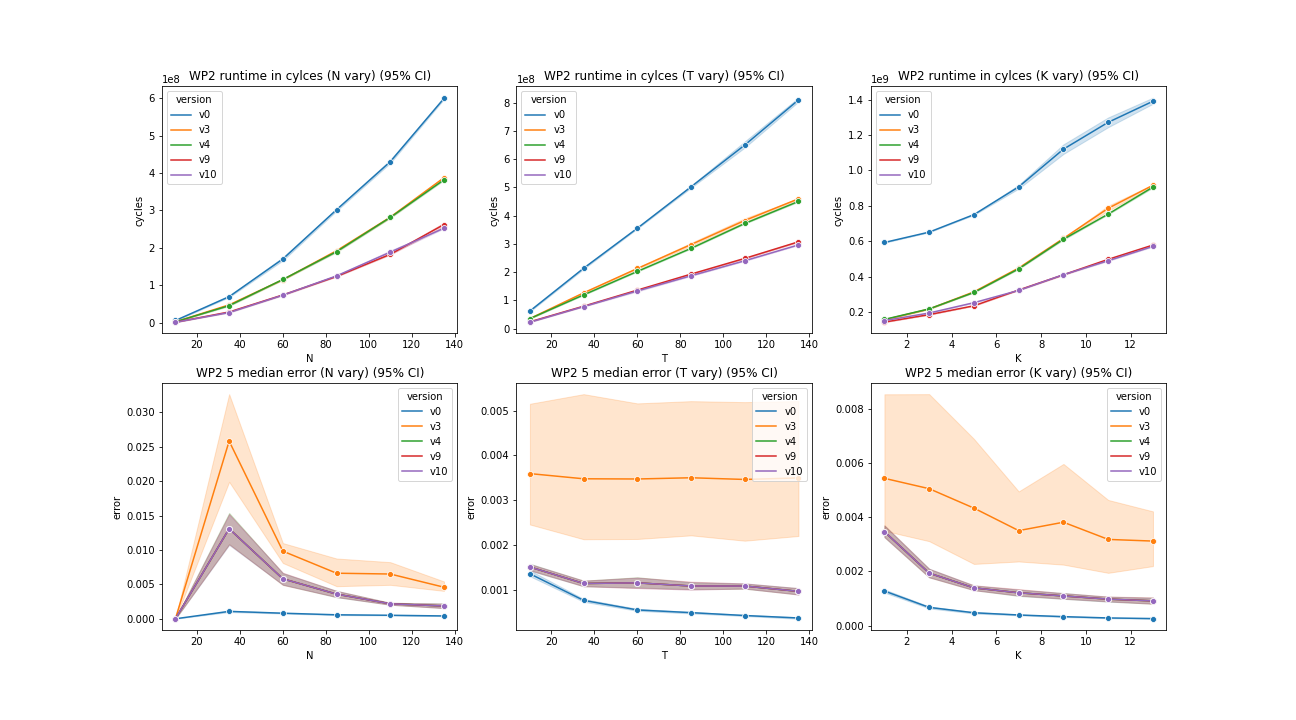 WP2 runtime in cylces (N vary) (95% CI)
1e8
version
v0
v3
v4
v9
v10
6
5
4
3
2
1
0
cycles
20 40 60 80 100 120 140
N
WP2 runtime in cylces (T vary) (95% CI)
1e8
version
v0
v3
v4
v9
v10
8
7
6
5
4
3
2
1
0
cycles
20 40 60 80 100 120 140
T
WP2 runtime in cylces (K vary) (95% CI)
1e9
version
v0
v3
v4
v9
v10
1.4
1.2
1.0
0.8
0.6
0.4
0.2
cycles
2 4 6 8 10 12
K
WP2 5 median error (N vary) (95% CI)
version
v0
v3
v4
v9
v10
0.030
0.025
0.020
0.015
0.010
0.005
0.000
error
20 40 60 80 100 120 140
N
WP2 5 median error (T vary) (95% CI)
version
v0
v3
v4
v9
v10
0.005
0.004
0.003
0.002
0.001
error
20 40 60 80 100 120 140
T
WP2 5 median error (K vary) (95% CI)
version
v0
v3
v4
v9
v10
0.008
0.006
0.004
0.002
0.000
error
2 4 6 8 10 12
K